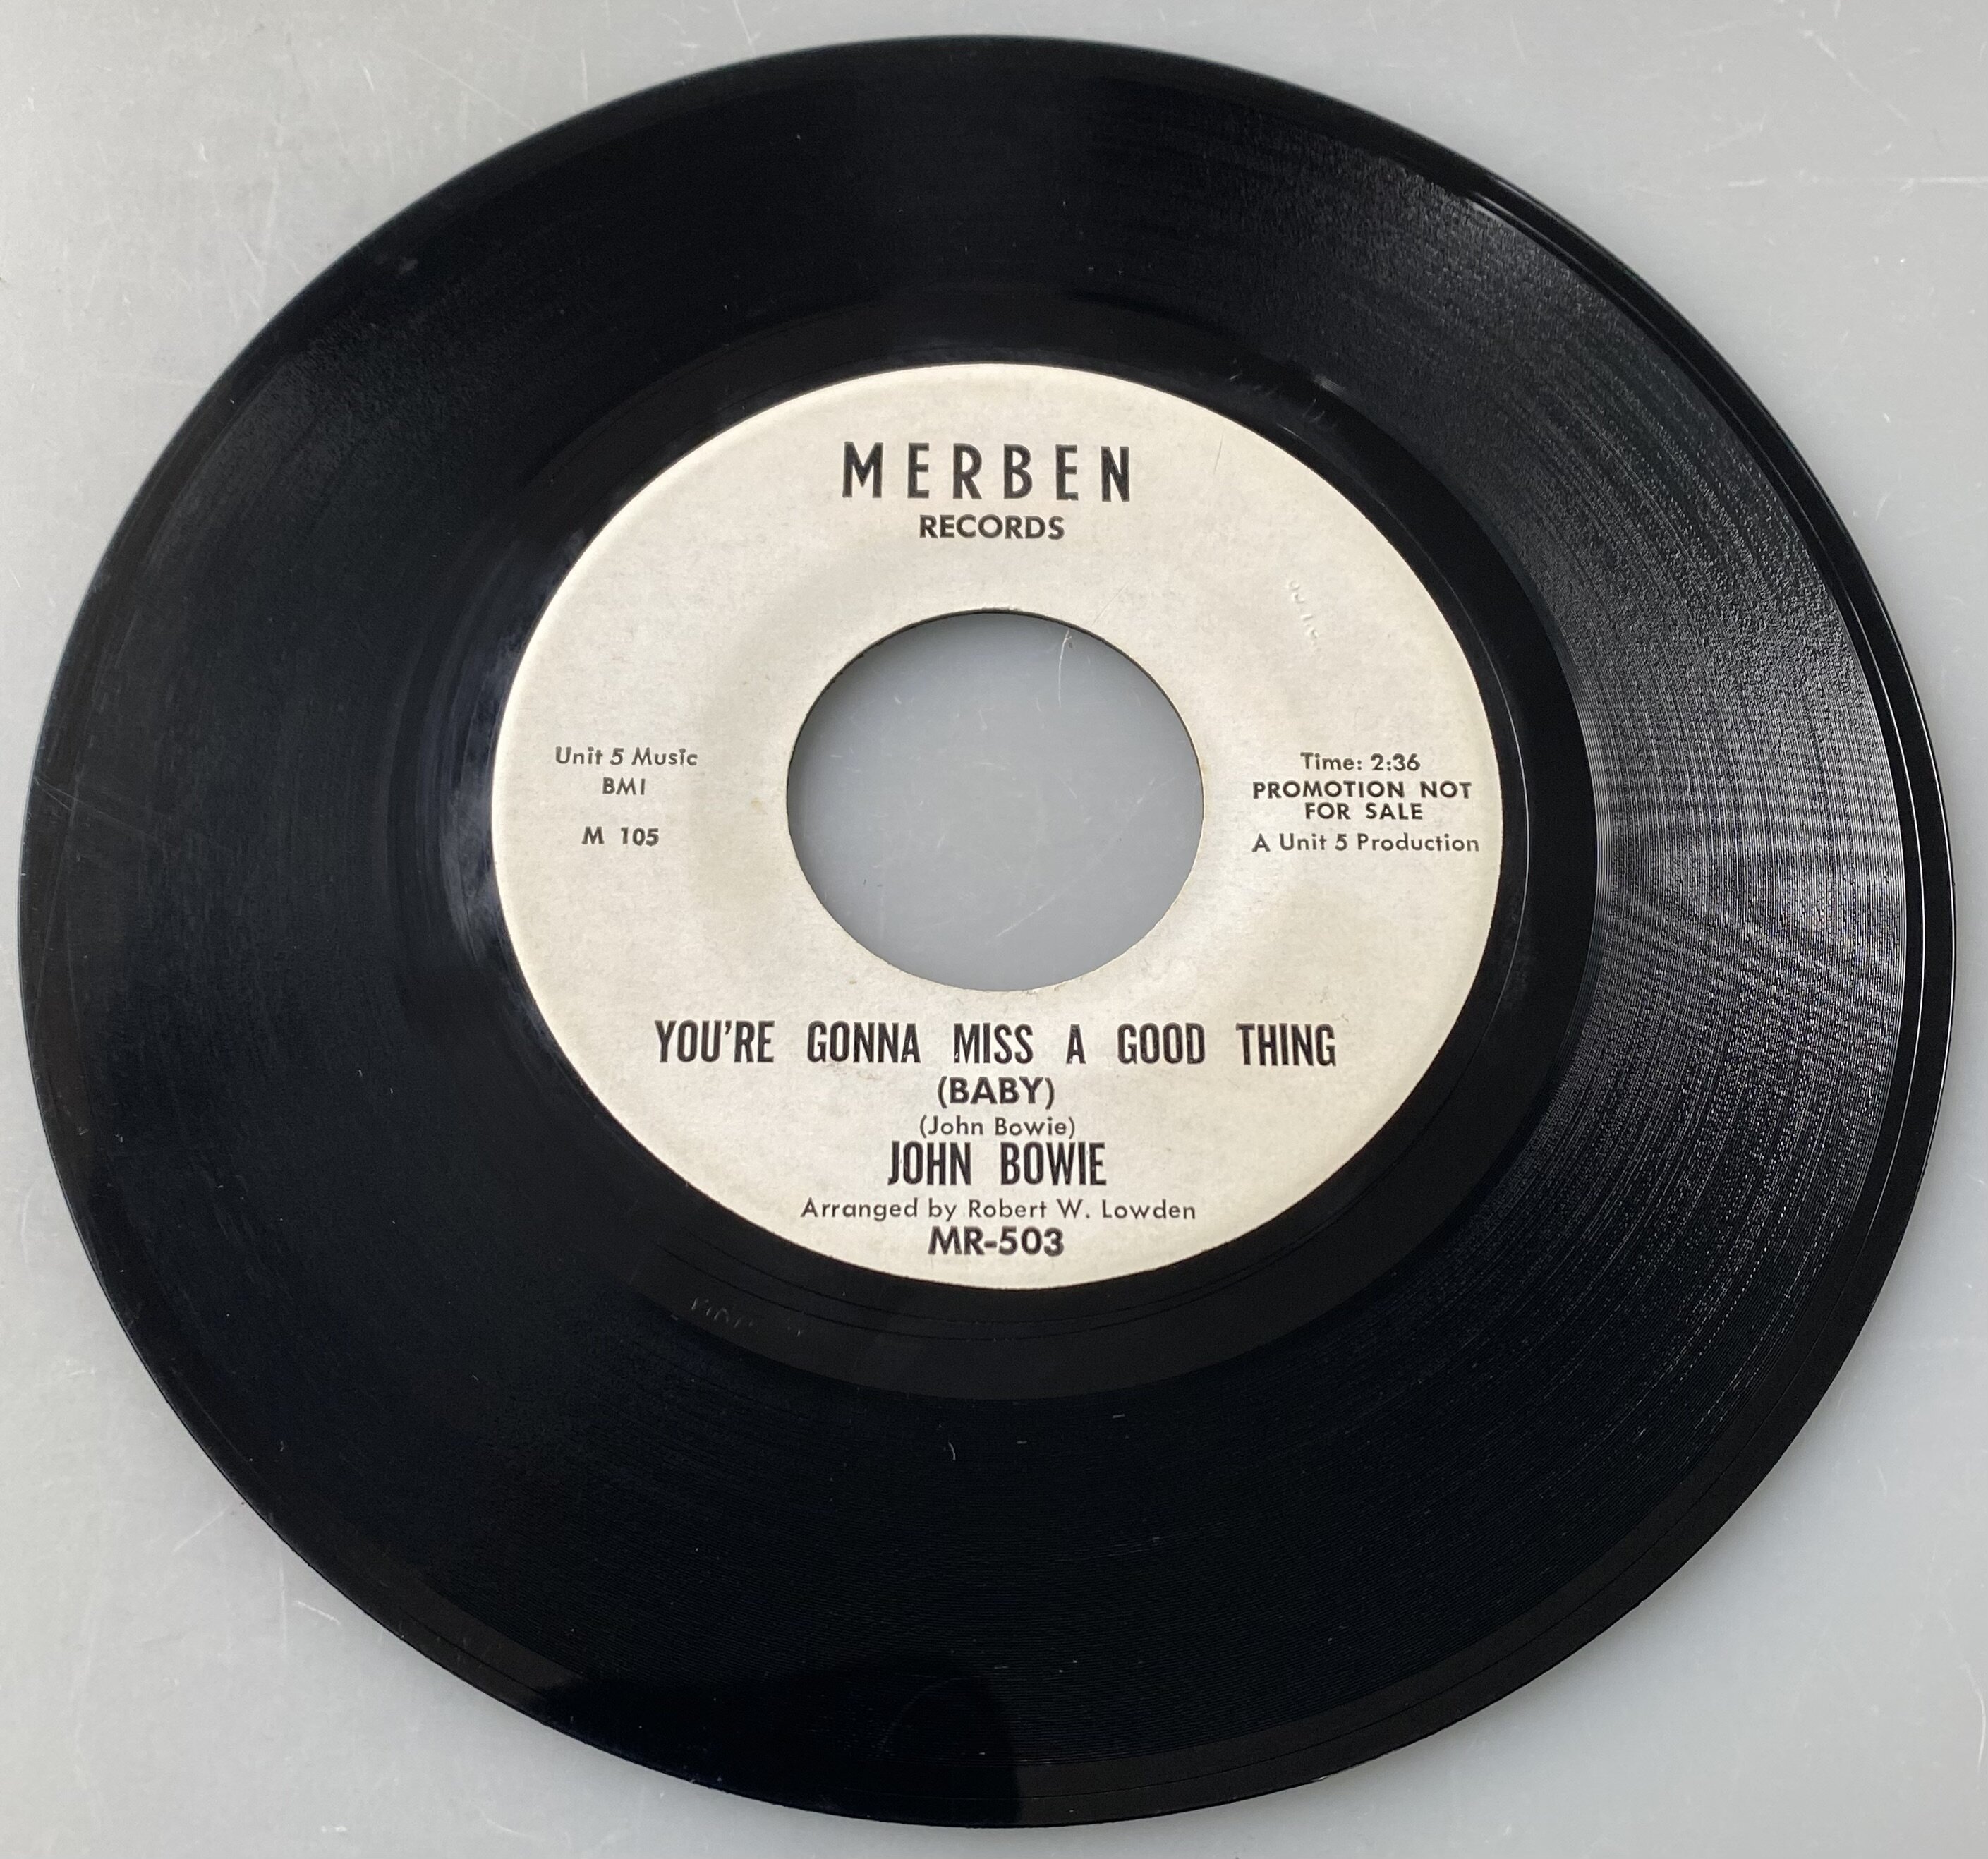 MERBEN
RECORDS
Unit 5 Music
BMI
M 105
Time: 2:36
PROMOTION NOT
FOR SALE
A Unit 5 Production
YOU'RE GONNA MISS A GOOD THING
(BABY)
(John Bowie)
JOHN BOWIE
Arranged by Robert W. Lowden
MR-503